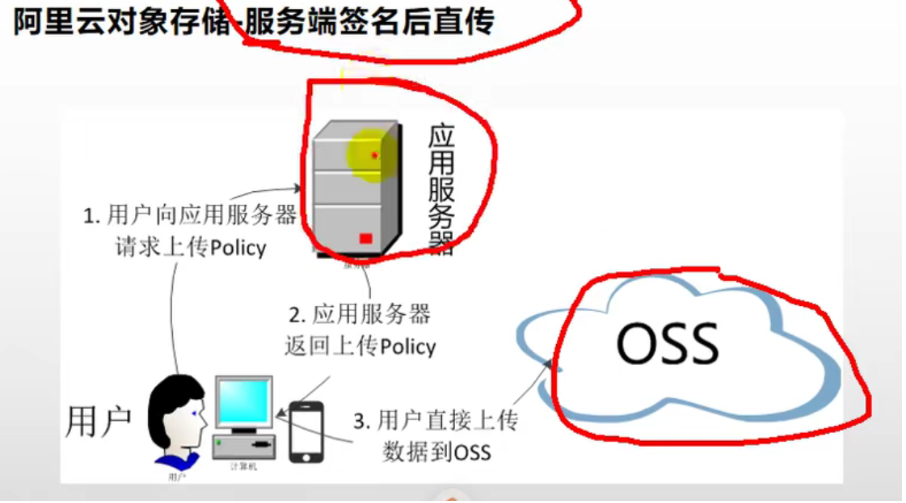 阿里云对象存储-服务端签名后直传
应用服务器
1. 用户向应用服务器
请求上传Policy
服务器
2. 应用服务器
返回上传Policy
OSS
用户
3. 用户直接上传
数据到OSS
计算机
用户